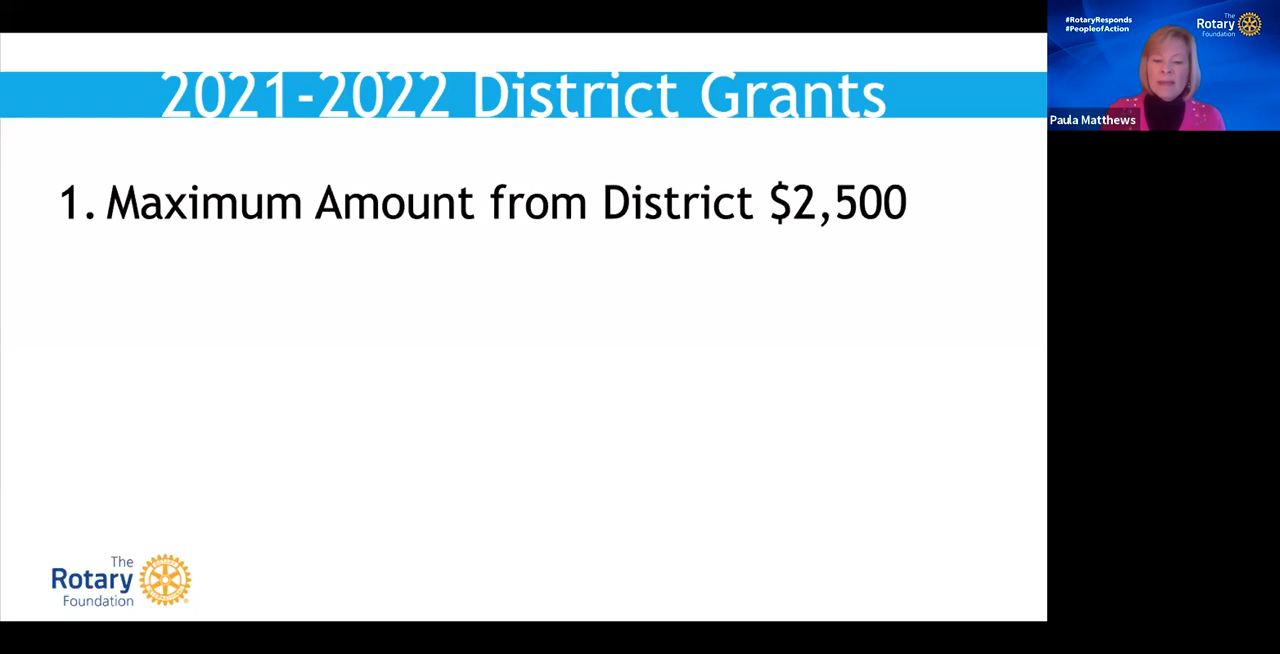 2021-2022 District Grants
1. Maximum Amount from District $2,500
The
Rotary
Foundation
#RotaryResponds
#PeopleofAction
The
Rotary
Foundation
Paula Matthews